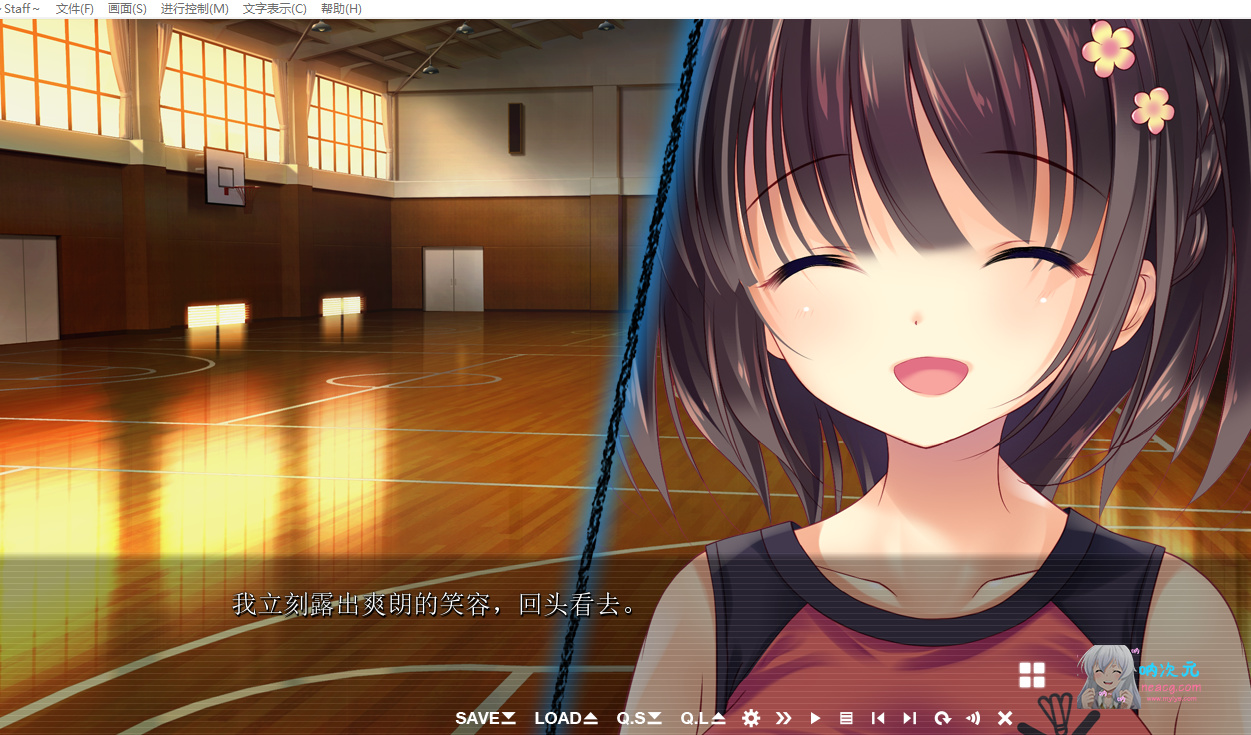 Staff～ 文件(F) 画面(S) 进行控制(M) 文字表示(C) 帮助(H)
我立刻露出爽朗的笑容，回头看去。
呐次元
SAVE LOAD Q.S Q.L